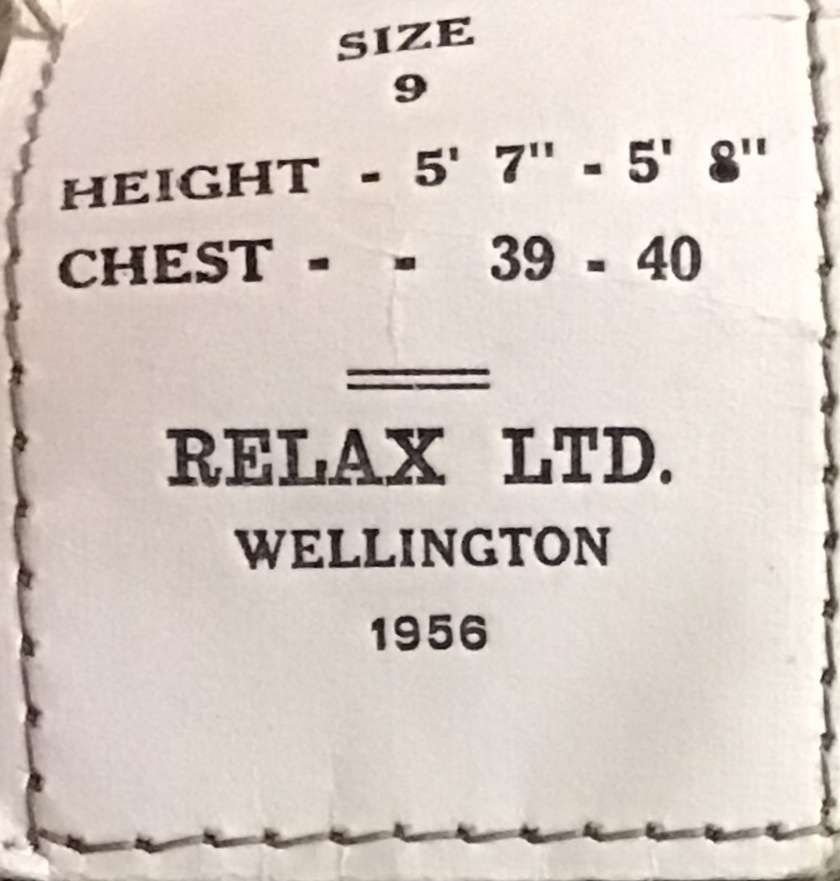 SIZE
9
HEIGHT - 5' 7" - 5' 8"
CHEST - - 39 - 40
RELAX LTD.
WELLINGTON
1956